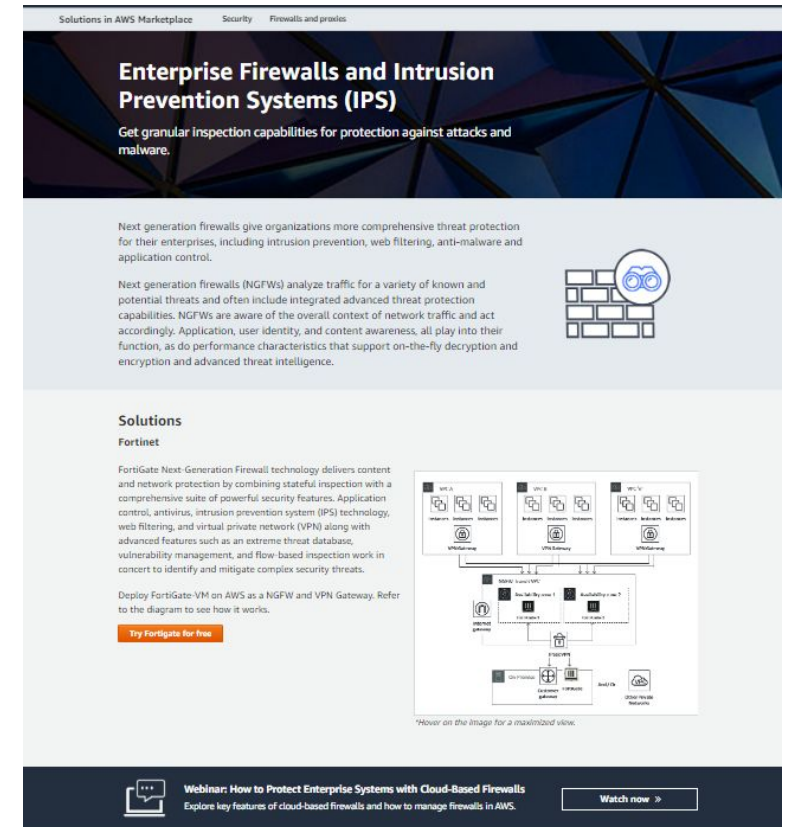 Solutions in AWS Marketplace Security Firewalls and proxies
Enterprise Firewalls and Intrusion
Prevention Systems (IPS)
Get granular inspection capabilities for protection against attacks and
malware.
Next generation firewalls give organizations more comprehensive threat protection
for their enterprises, including intrusion prevention, web filtering, anti-malware and
application control.
Next generation firewalls (NGFWs) analyze traffic for a variety of known and
potential threats and often include integrated advanced threat protection
capabilities. NGFWs are aware of the overall context of network traffic and act
accordingly. Application, user identity, and content awareness, all play into their
function, as do performance characteristics that support on-the-fly decryption and
encryption and advanced threat intelligence.
Solutions
Fortinet
FortiGate Next-Generation Firewall technology delivers content
and network protection by combining stateful inspection with a
comprehensive suite of powerful security features. Application
control, antivirus, intrusion prevention system (IPS) technology,
web filtering, and virtual private network (VPN) along with
advanced features such as an extreme threat database,
vulnerability management, and flow-based inspection work in
concert to identify and mitigate complex security threats.
Deploy FortiGate-VM on AWS as a NGFW and VPN Gateway. Refer
to the diagram to see how it works.
Try Fortigate for free
VPC A
Instances Instances Instances Instances Instances Instances Instances Instances Instances
VPN Gateway VPN Gateway VPN Gateway
Internet
gateway
Customer
gateway
And / Or
Other Private
Networks
*Hover on the image for a maximized view.
Webinar: How to Protect Enterprise Systems with Cloud-Based Firewalls
Explore key features of cloud-based firewalls and how to manage firewalls in AWS.
Watch now »